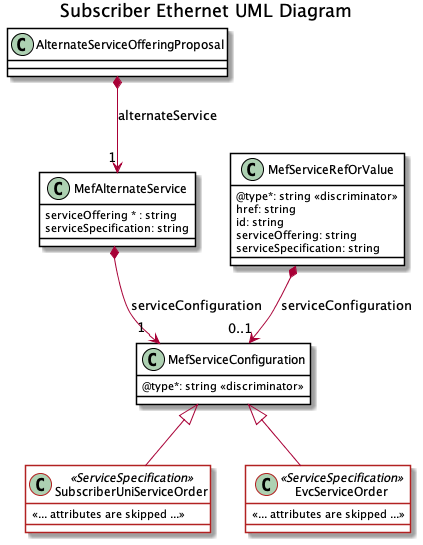 Subscriber Ethernet UML Diagram
C AlternateServiceOfferingProposal
alternateService
1
C MefAlternateService
serviceOffering * : string
serviceSpecification: string
C MefServiceRefOrValue
@type*: string «discriminator»
href: string
id: string
serviceOffering: string
serviceSpecification: string
serviceConfiguration
1
serviceConfiguration
0..1
C MefServiceConfiguration
@type*: string «discriminator»
C «ServiceSpecification»
SubscriberUniServiceOrder
«... attributes are skipped ...»
C «ServiceSpecification»
EvcServiceOrder
«... attributes are skipped ...»